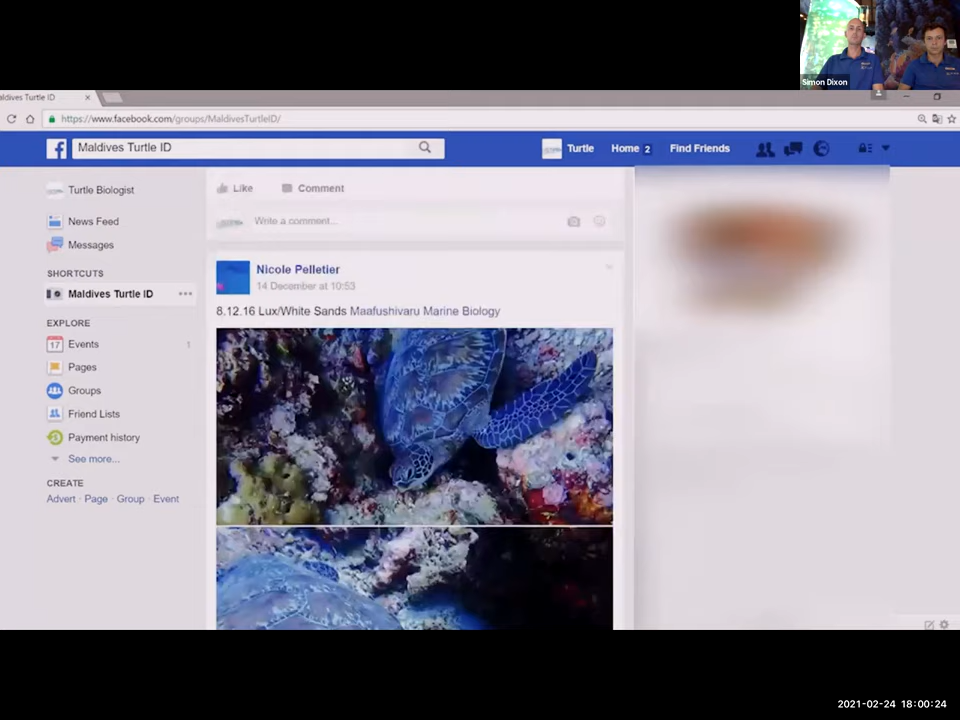 Simon Dixon
aldives Turtle ID
https://www.facebook.com/groups/MaldivesTurtleID/
Maldives Turtle ID
Turtle Home 2 Find Friends
Turtle Biologist
News Feed
Messages
SHORTCUTS
Maldives Turtle ID
EXPLORE
17 Events 1
Pages
Groups
Friend Lists
Payment history
See more...
CREATE
Advert · Page · Group · Event
Like Comment
Write a comment...
Nicole Pelletier
14 December at 10:53
8.12.16 Lux/White Sands Maafushivaru Marine Biology
2021-02-24 18:00:24